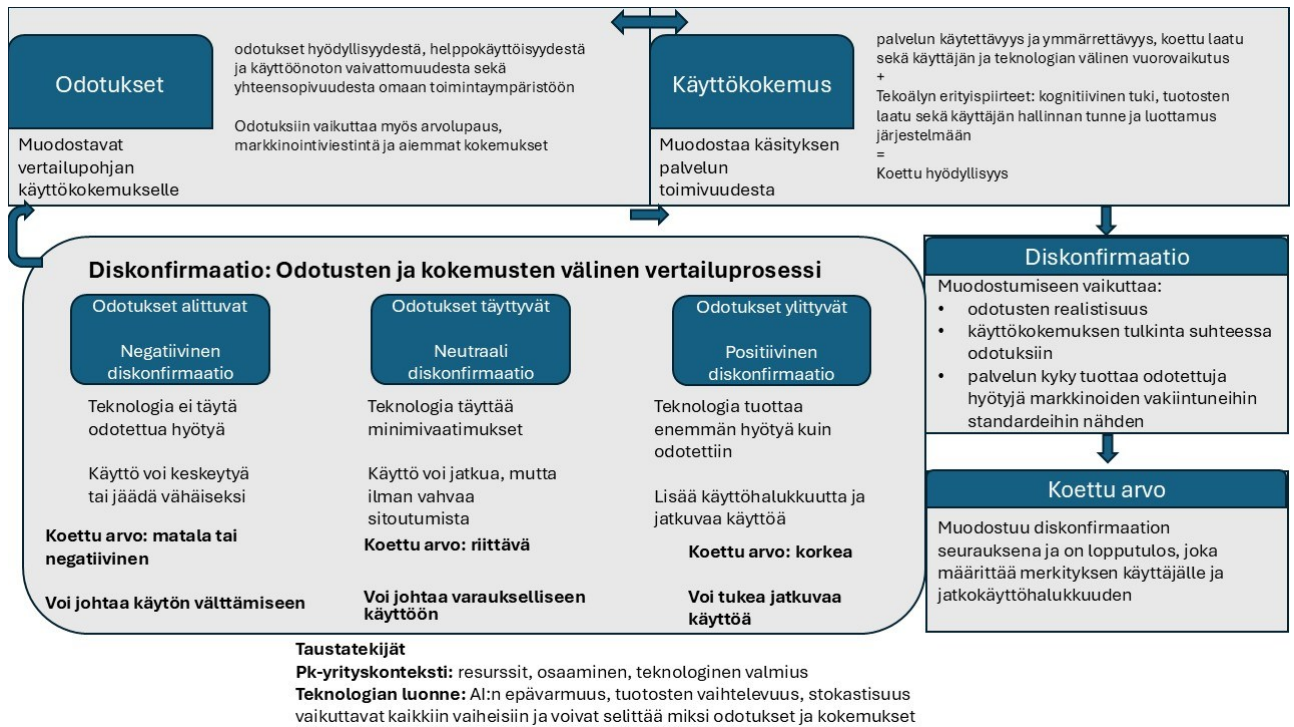 Odotukset
Muodostavat
vertailupohjan
käyttökokemukselle
odotukset hyödyllisyydestä, helppokäyttöisyydestä
ja käyttöönoton vaivattomuudesta sekä
yhteensopivuudesta omaan toimintaympäristöön
Odotuksiin vaikuttaa myös arvolupaus,
markkinointiviestintä ja aiemmat kokemukset
Käyttökokemus
Muodostaa käsityksen
palvelun
toimivuudesta
palvelun käytettävyys ja ymmärrettävyys, koettu laatu
sekä käyttäjän ja teknologian välinen vuorovaikutus
+
Tekoälyn erityispiirteet: kognitiivinen tuki, tuotosten
laatu sekä käyttäjän hallinnan tunne ja luottamus
järjestelmään
=
Koettu hyödyllisyys
Diskonfirmaatio: Odotusten ja kokemusten välinen vertailuprosessi
Odotukset alittuvat
Negatiivinen
diskonfirmaatio
Teknologia ei täytä
odotettua hyötyä
Käyttö voi keskeytyä
tai jäädä vähäiseksi
Koettu arvo: matala tai
negatiivinen
Voi johtaa käytön välttämiseen
Odotukset täyttyvät
Neutraali
diskonfirmaatio
Teknologia täyttää
minimivaatimukset
Käyttö voi jatkua, mutta
ilman vahvaa
sitoutumista
Koettu arvo: riittävä
Voi johtaa varaukselliseen
käyttöön
Odotukset ylittyvät
Positiivinen
diskonfirmaatio
Teknologia tuottaa
enemmän hyötyä kuin
odotettiin
Lisää käyttöhalukkuutta ja
jatkuvaa käyttöä
Koettu arvo: korkea
Voi tukea jatkuvaa
käyttöä
Diskonfirmaatio
Muodostumiseen vaikuttaa:
• odotusten realistisuus
• käyttökokemuksen tulkinta suhteessa
odotuksiin
• palvelun kyky tuottaa odotettuja
hyötyjä markkinoiden vakiintuneihin
standardeihin nähden
Koettu arvo
Muodostuu diskonfirmaation
seurauksena ja on lopputulos, joka
määrittää merkityksen käyttäjälle ja
jatkokäyttöhalukkuuden
Taustatekijät
Pk-yrityskonteksti: resurssit, osaaminen, teknologinen valmius
Teknologian luonne: AI:n epävarmuus, tuotosten vaihtelevuus, stokastisuus
vaikuttavat kaikkiin vaiheisiin ja voivat selittää miksi odotukset ja kokemukset